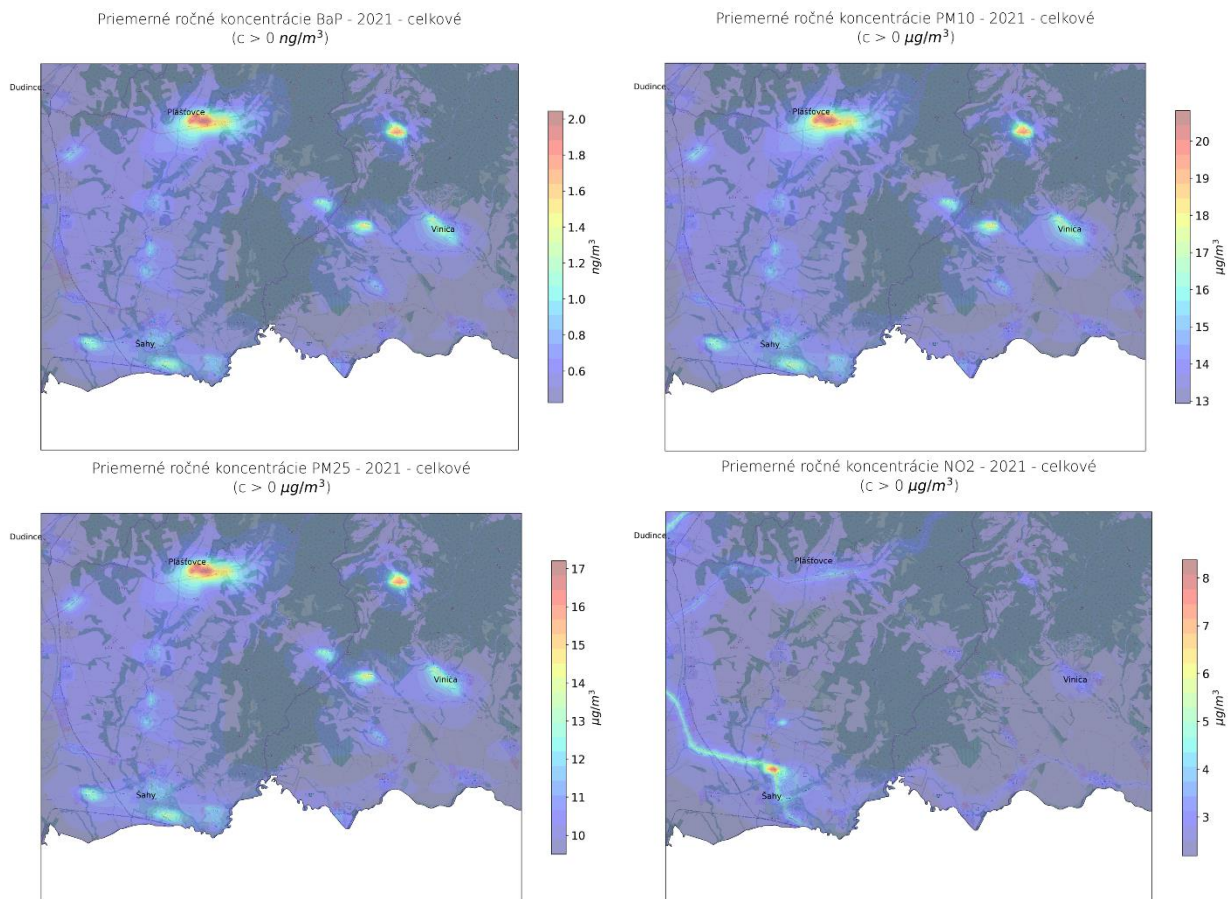 Priemerné ročné koncentrácie BaP - 2021 - celkové
(c > 0 ng/m³)
Dudince
Plášťovce
Vinica
Šahy
2.0
1.8
1.6
1.4
1.2
1.0
0.8
0.6
ng/m³
Priemerné ročné koncentrácie PM10 - 2021 - celkové
(c > 0 µg/m³)
Dudince
Plášťovce
Vinica
Šahy
20
19
18
17
16
15
14
13
µg/m³
Priemerné ročné koncentrácie PM25 - 2021 - celkové
(c > 0 µg/m³)
Dudince
Plášťovce
Vinica
Šahy
17
16
15
14
13
12
11
10
µg/m³
Priemerné ročné koncentrácie NO2 - 2021 - celkové
(c > 0 µg/m³)
Dudince
Plášťovce
Vinica
Šahy
8
7
6
5
4
3
µg/m³